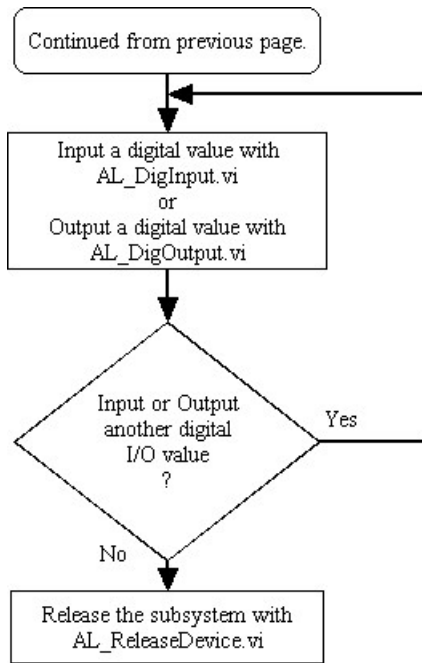 Continued from previous page.
Input a digital value with
AL_DigInput.vi
or
Output a digital value with
AL_DigOutput.vi
Input or Output
another digital
I/O value
?
Yes
No
Release the subsystem with
AL_ReleaseDevice.vi